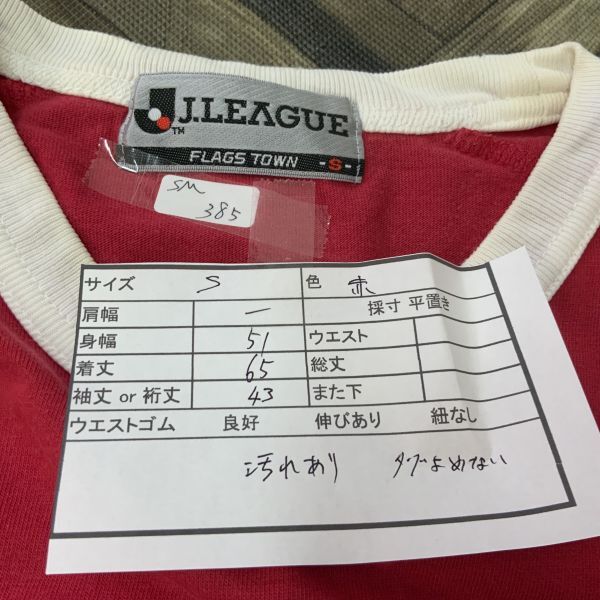 J.LEAGUE
TM
FLAGS TOWN -S-
SM
385
サイズ S 色 赤
肩幅 — 採寸 平置き
身幅 51 ウエスト
着丈 65 総丈
袖丈 or 裄丈 43 また下
ウエストゴム 良好 伸びあり 紐なし
汚れあり タグよめない